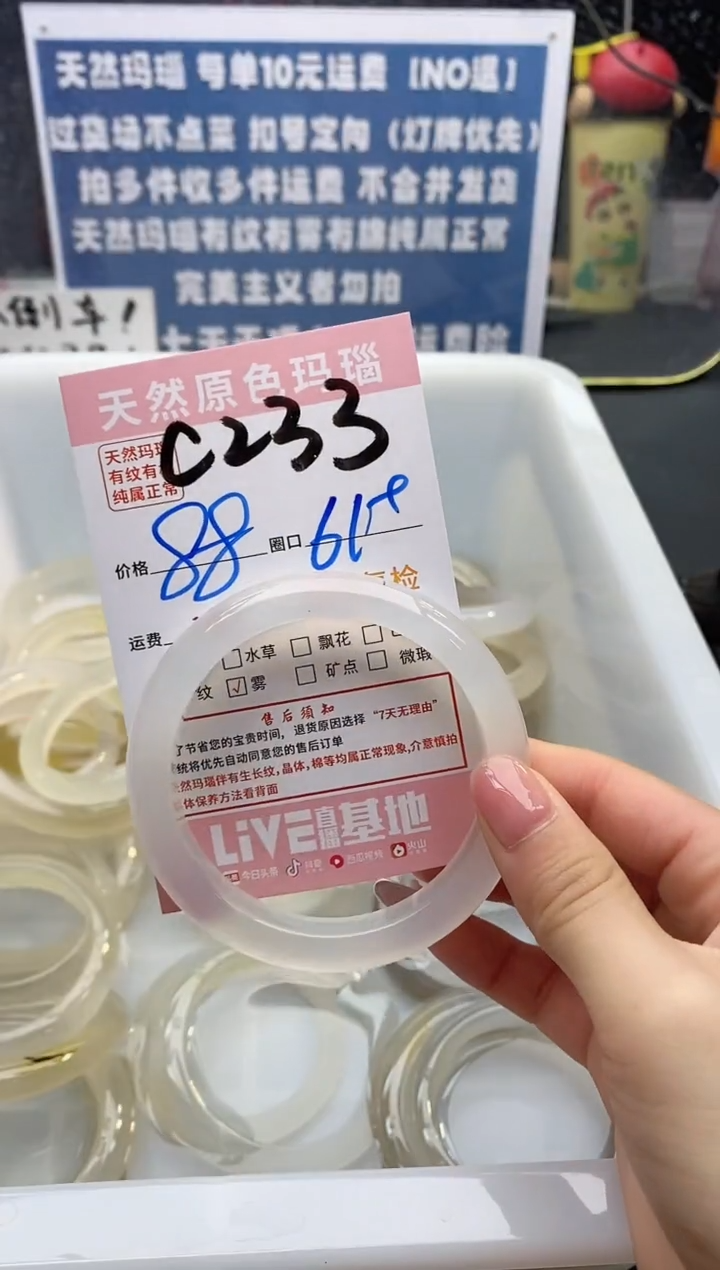 天然玛瑙 号单10元运费 【NO退】
过货场不点菜 扣号定向（灯牌优先）
拍多件收多件运费 不合并发货
天然玛瑙有纹有雾有棉纯属正常
完美主义者勿拍
运费险
倒车！
天然原色玛瑙
C233
天然玛瑙
有纹有
纯属正常
价格 88 圈口 61+
检
运费
水草 飘花
纹 √ 雾 矿点 微瑕
售后须知
了节省您的宝贵时间，退货原因选择“7天无理由”
统将优先自动同意您的售后订单
然玛瑙伴有生长纹,晶体,棉等均属正常现象,介意慎拍
体保养方法看背面
LiVE直播基地
今日头条 抖音 西瓜视频 火山